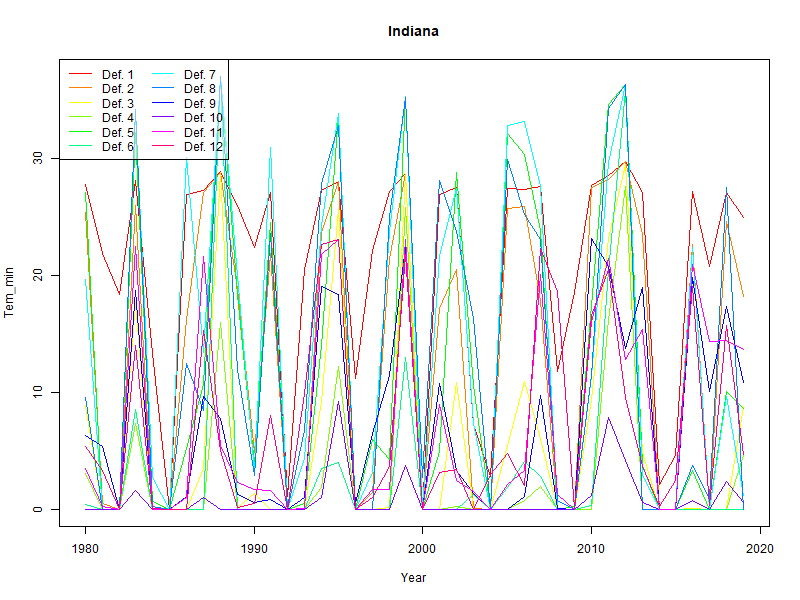 Indiana
Def. 1 Def. 7
Def. 2 Def. 8
Def. 3 Def. 9
Def. 4 Def. 10
Def. 5 Def. 11
Def. 6 Def. 12
Tem_min
30
20
10
0
1980 1990 2000 2010 2020
Year